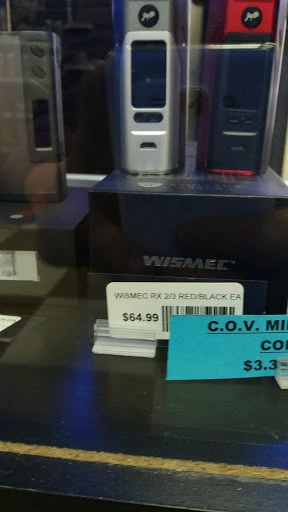 WISMEC
WISMEC RX 2/3 RED/BLACK EA
$64.99
C.O.V. MI
CO
$3.3